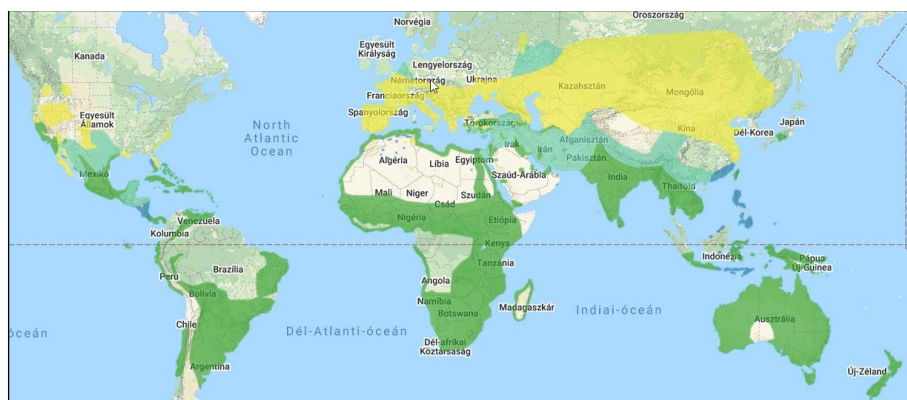 Norvégia
Oroszország
Kanada
Egyesült
Királyság
Lengyelország
Németország
Ukrajna
Kazahsztán
Mongólia
Franciaország
Spanyolország
Egyesült
Államok
North
Atlantic
Ocean
Törökország
Kína
Dél-Korea
Japán
Irak
Irán
Afganisztán
Pakisztán
Algéria
Líbia
Egyiptom
Szaúd-Arábia
India
Thaiföld
Mexikó
Mali
Niger
Csád
Szudán
Nigéria
Etiópia
Venezuela
Kolumbia
Kenya
Indonézia
Pápua
Új-Guinea
Brazília
Peru
Tanzánia
Angola
Bolívia
Namíbia
Botswana
Madagaszkár
Indiai-óceán
Ausztrália
Chile
óceán
Dél-Atlanti-óceán
Dél-afrikai
Köztársaság
Argentína
Új-Zéland